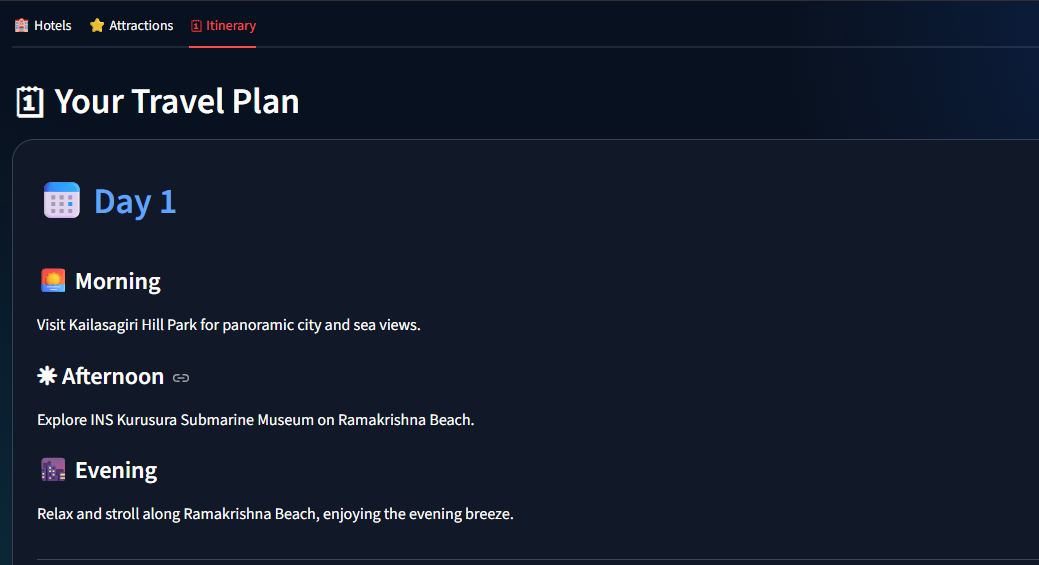 Hotels Attractions Itinerary
Your Travel Plan
Day 1
Morning
Visit Kailasagiri Hill Park for panoramic city and sea views.
Afternoon
Explore INS Kurusura Submarine Museum on Ramakrishna Beach.
Evening
Relax and stroll along Ramakrishna Beach, enjoying the evening breeze.